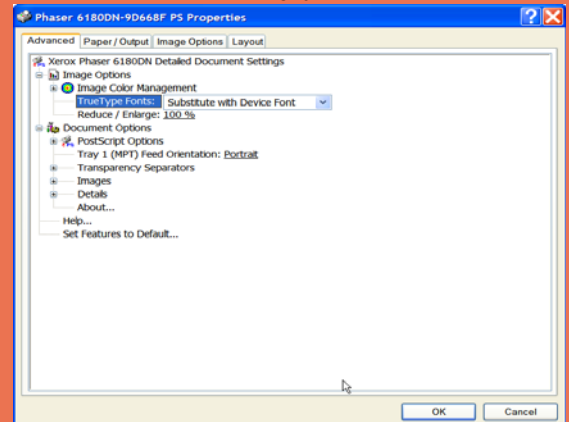 Phaser 6180DN-9D668F PS Properties
Advanced Paper / Output Image Options Layout
Xerox Phaser 6180DN Detailed Document Settings
Image Options
Image Color Management
TrueType Fonts: Substitute with Device Font
Reduce / Enlarge: 100 %
Document Options
PostScript Options
Tray 1 (MPT) Feed Orientation: Portrait
Transparency Separators
Images
Details
About...
Help...
Set Features to Default...
OK Cancel